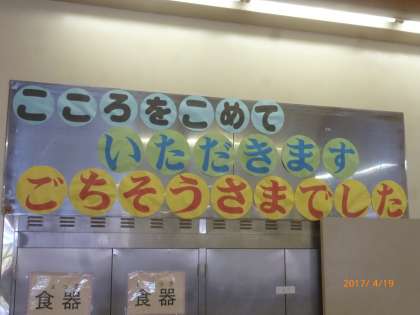 こころをこめて
いただきます
ごちそうさまでした
食器
食器
2017/ 4/19